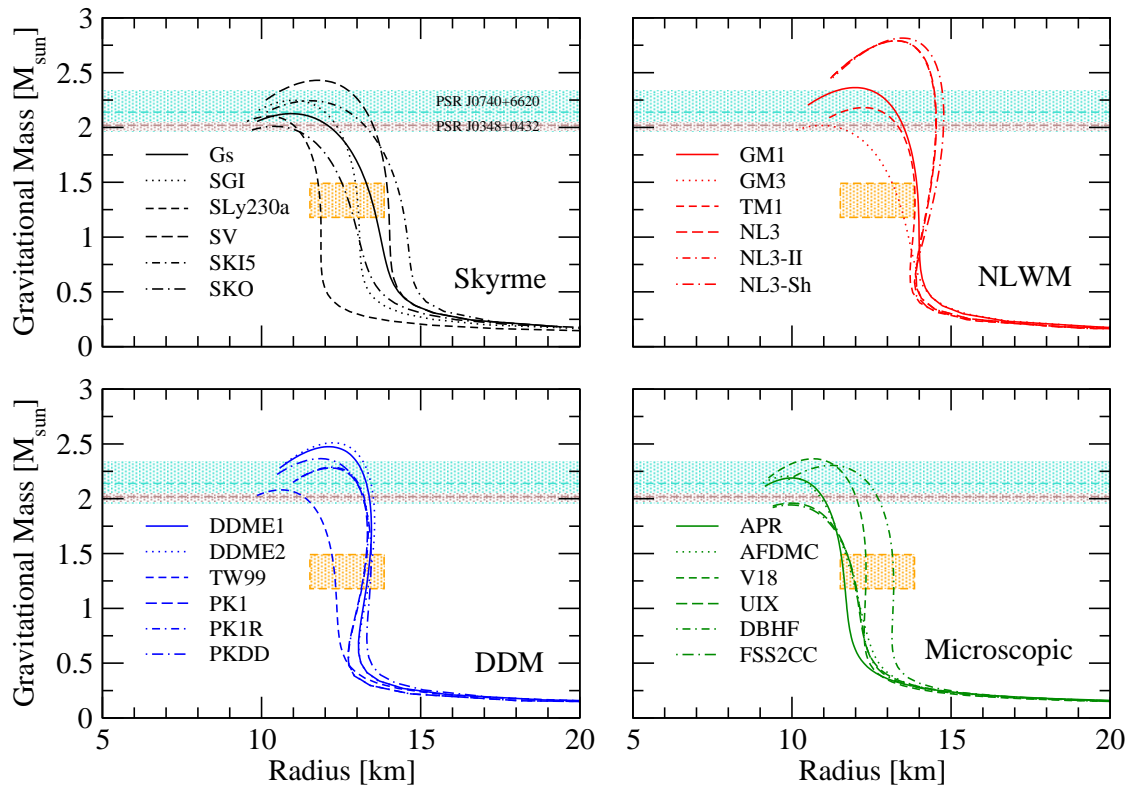 Gravitational Mass [M_sun]
3
2.5
2
1.5
1
0.5
0
PSR J0740+6620
PSR J0348+0432
Gs
SGI
SLy230a
SV
SKI5
SKO
Skyrme
GM1
GM3
TM1
NL3
NL3-II
NL3-Sh
NLWM
Gravitational Mass [M_sun]
3
2.5
2
1.5
1
0.5
0
DDME1
DDME2
TW99
PK1
PK1R
PKDD
DDM
5 10 15 20
Radius [km]
APR
AFDMC
V18
UIX
DBHF
FSS2CC
Microscopic
5 10 15 20
Radius [km]